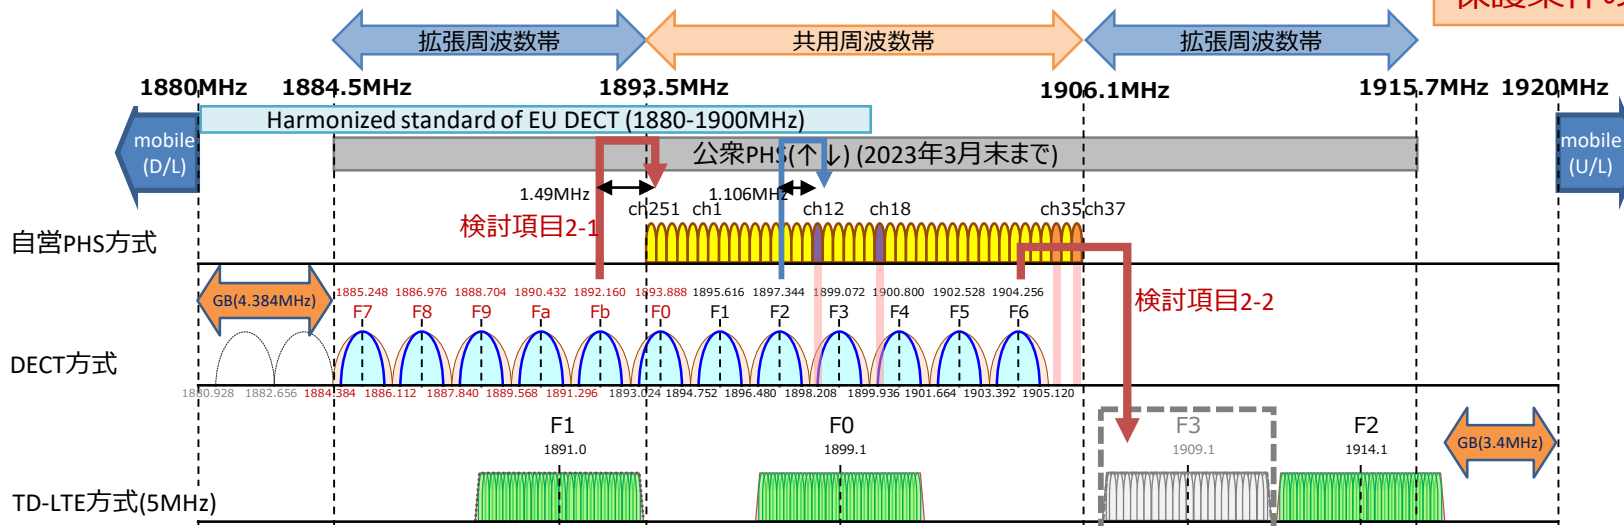 拡張周波数帯 共用周波数帯 拡張周波数帯
1880MHz 1884.5MHz 1893.5MHz 1906.1MHz 1915.7MHz 1920MHz
mobile
(D/L)
Harmonized standard of EU DECT (1880-1900MHz)
公衆PHS(↑↓) (2023年3月末まで)
mobile
(U/L)
1.49MHz 1.106MHz
検討項目2-1
ch251 ch1 ch12 ch18 ch35 ch37
自営PHS方式
GB(4.384MHz)
1885.248 1886.976 1888.704 1890.432 1892.160 1893.888 1895.616 1897.344 1899.072 1900.800 1902.528 1904.256
検討項目2-2
F7 F8 F9 Fa Fb F0 F1 F2 F3 F4 F5 F6
DECT方式
1880.928 1882.656 1884.384 1886.112 1887.840 1889.568 1891.296 1893.024 1894.752 1896.480 1898.208 1899.936 1901.664 1903.392 1905.120
F1 F0 F3 F2
1891.0 1899.1 1909.1 1914.1
GB(3.4MHz)
TD-LTE方式(5MHz)